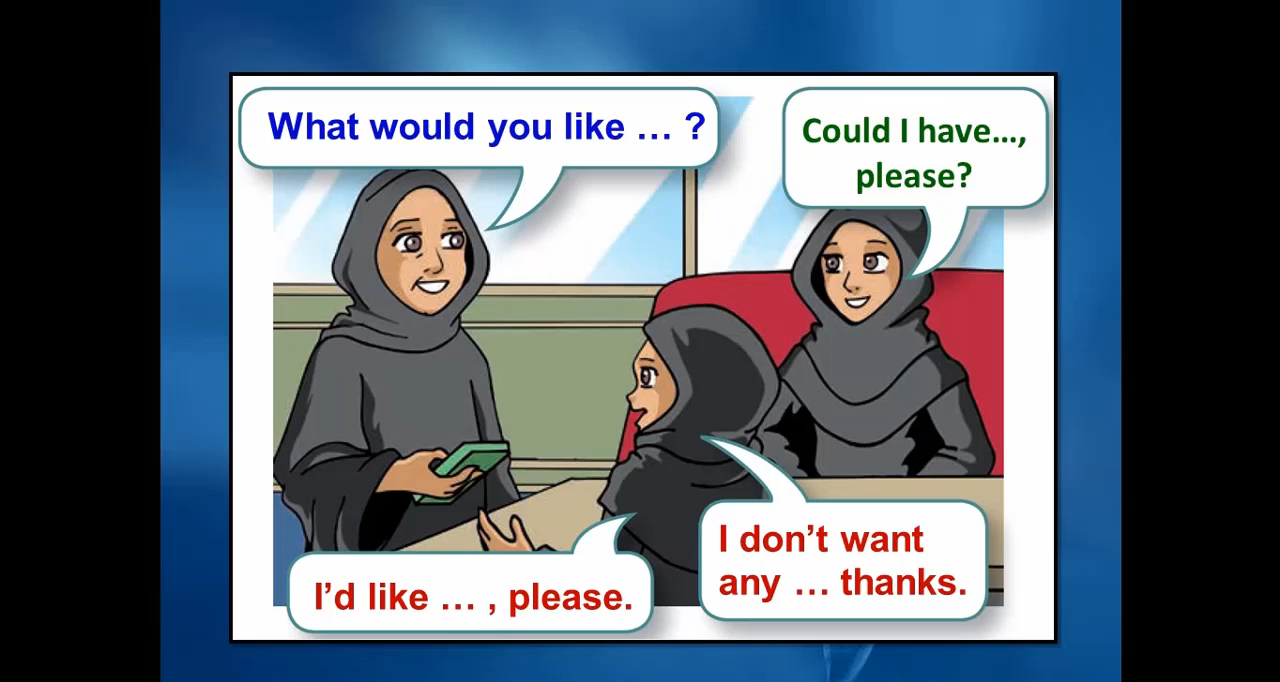 What would you like … ?
Could I have…,
please?
I don’t want
any … thanks.
I’d like … , please.